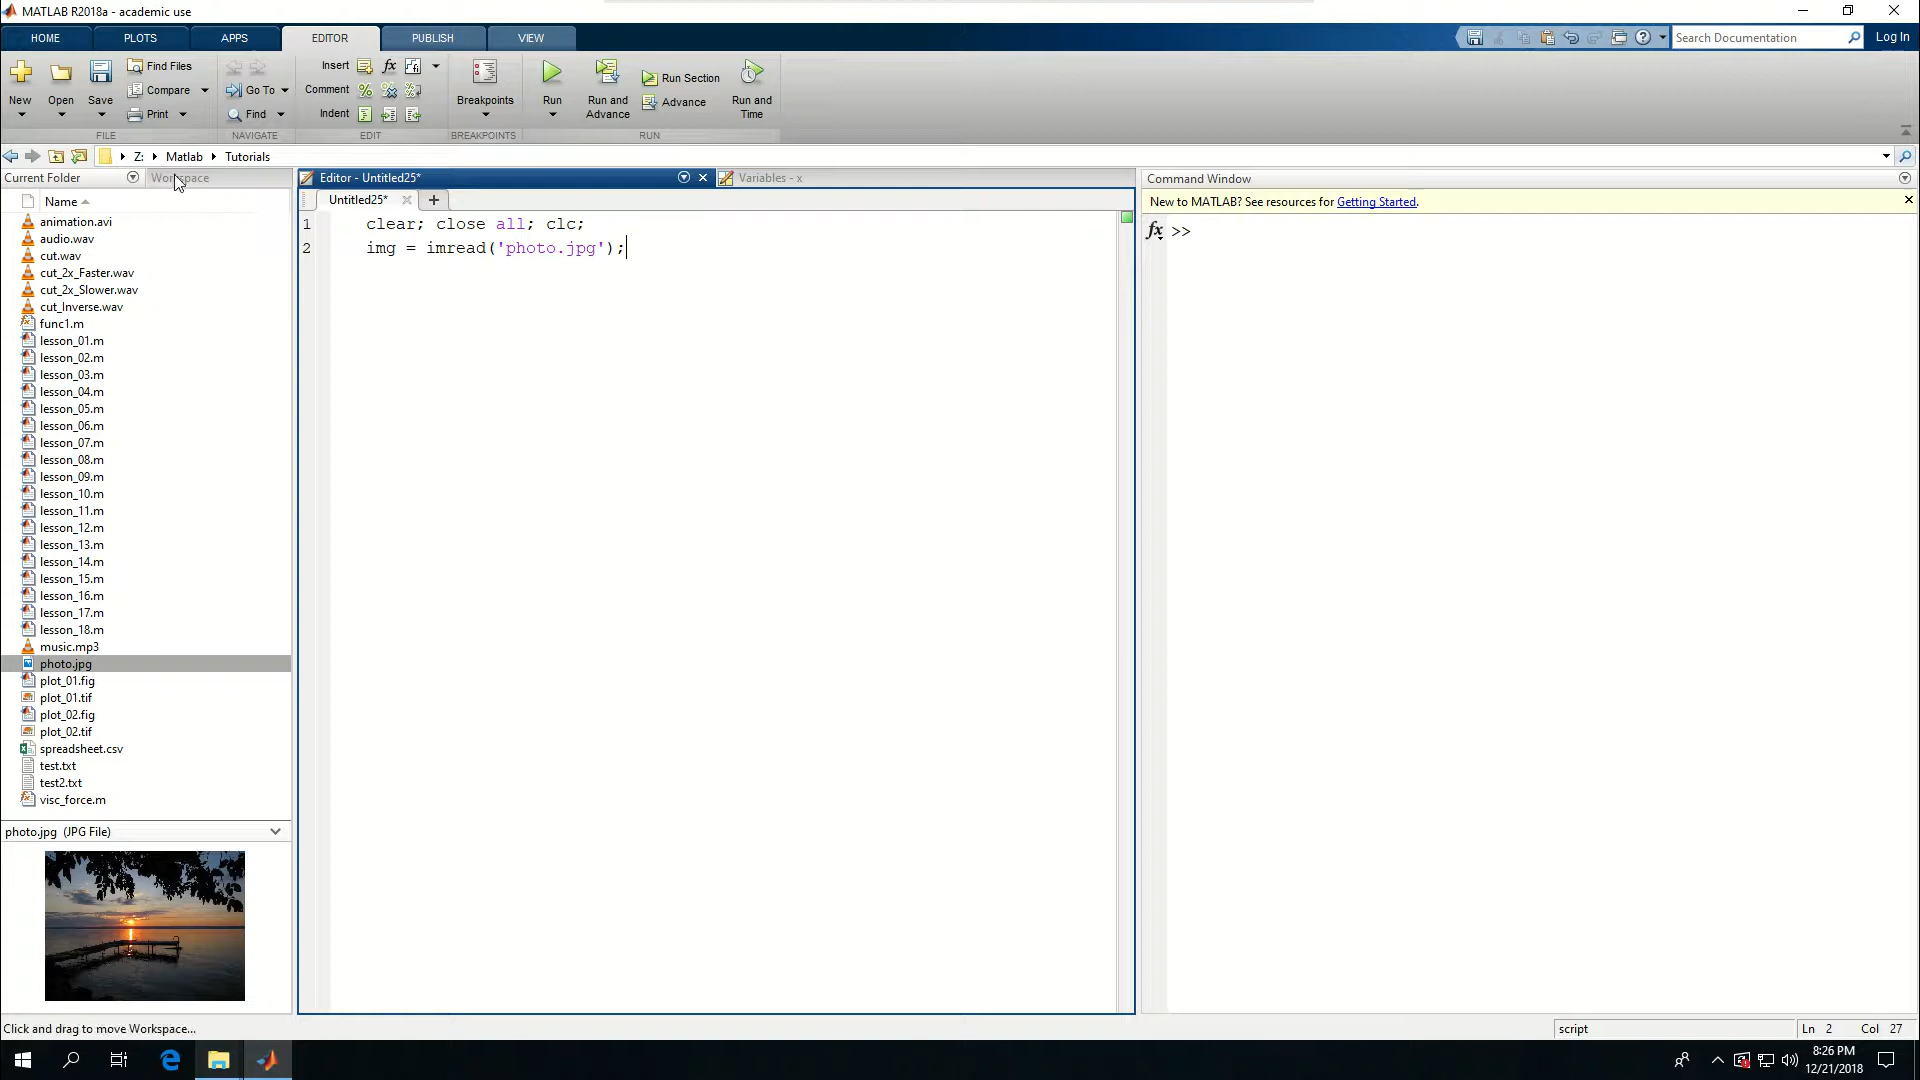 MATLAB R2018a - academic use
HOME PLOTS APPS EDITOR PUBLISH VIEW
Search Documentation
Log In
New
Open
Save
Find Files
Compare
Print
FILE
Go To
Find
NAVIGATE
Insert
Comment
Indent
EDIT
Breakpoints
BREAKPOINTS
Run
Run and Advance
Run Section
Advance
Run and Time
RUN
Z: Matlab Tutorials
Current Folder
Workspace
Name
animation.avi
audio.wav
cut.wav
cut_2x_Faster.wav
cut_2x_Slower.wav
cut_Inverse.wav
func1.m
lesson_01.m
lesson_02.m
lesson_03.m
lesson_04.m
lesson_05.m
lesson_06.m
lesson_07.m
lesson_08.m
lesson_09.m
lesson_10.m
lesson_11.m
lesson_12.m
lesson_13.m
lesson_14.m
lesson_15.m
lesson_16.m
lesson_17.m
lesson_18.m
music.mp3
photo.jpg
plot_01.fig
plot_01.tif
plot_02.fig
plot_02.tif
spreadsheet.csv
test.txt
test2.txt
visc_force.m
photo.jpg (JPG File)
Editor - Untitled25*
Variables - x
Untitled25*
1 clear; close all; clc;
2 img = imread('photo.jpg');
Command Window
New to MATLAB? See resources for Getting Started.
fx >>
Click and drag to move Workspace...
script
Ln 2 Col 27
8:26 PM
12/21/2018